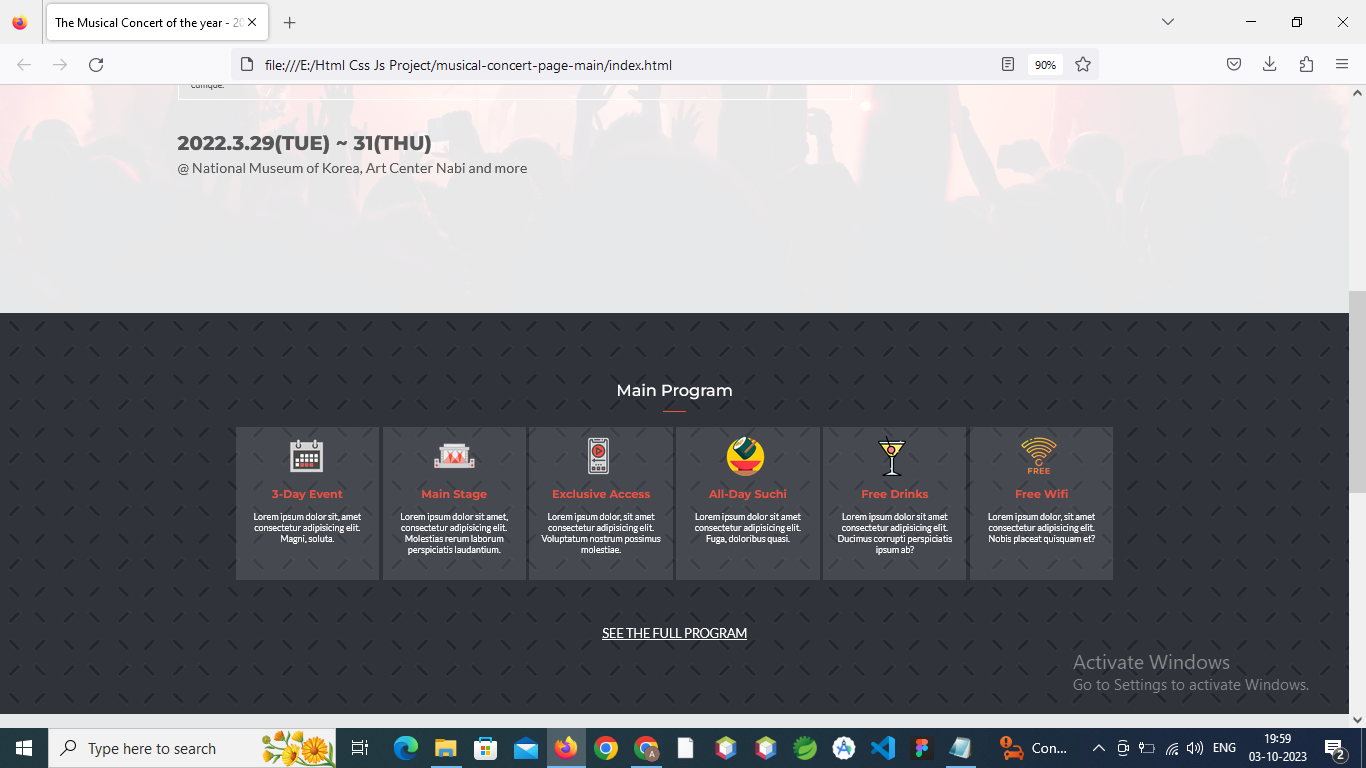 The Musical Concert of the year - 20
file:///E:/Html Css Js Project/musical-concert-page-main/index.html
90%
cumque.
2022.3.29(TUE) ~ 31(THU)
@ National Museum of Korea, Art Center Nabi and more
Main Program
3-Day Event
Lorem ipsum dolor sit, amet
consectetur adipisicing elit.
Magni, soluta.
Main Stage
Lorem ipsum dolor sit amet,
consectetur adipisicing elit.
Molestias rerum laborum
perspiciatis laudantium.
Exclusive Access
Lorem ipsum dolor, sit amet
consectetur adipisicing elit.
Voluptatum nostrum possimus
molestiae.
All-Day Suchi
Lorem ipsum dolor sit amet
consectetur adipisicing elit.
Fuga, doloribus quasi.
Free Drinks
Lorem ipsum dolor sit amet
consectetur adipisicing elit.
Ducimus corrupti perspiciatis
ipsum ab?
FREE
Free Wifi
Lorem ipsum dolor, sit amet
consectetur adipisicing elit.
Nobis placeat quisquam et?
SEE THE FULL PROGRAM
Activate Windows
Go to Settings to activate Windows.
Type here to search
A
Con...
ENG
19:59
03-10-2023
2